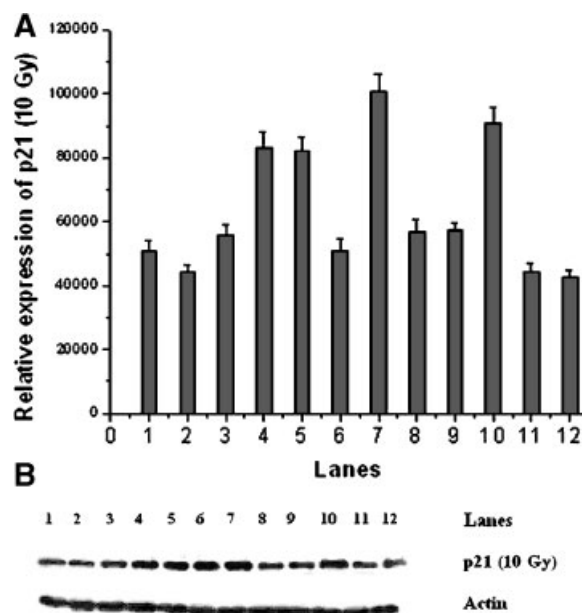 A
Relative expression of p21 (10 Gy)
120000
100000
80000
60000
40000
20000
0
0 1 2 3 4 5 6 7 8 9 10 11 12
Lanes
B
1 2 3 4 5 6 7 8 9 10 11 12 Lanes
p21 (10 Gy)
Actin